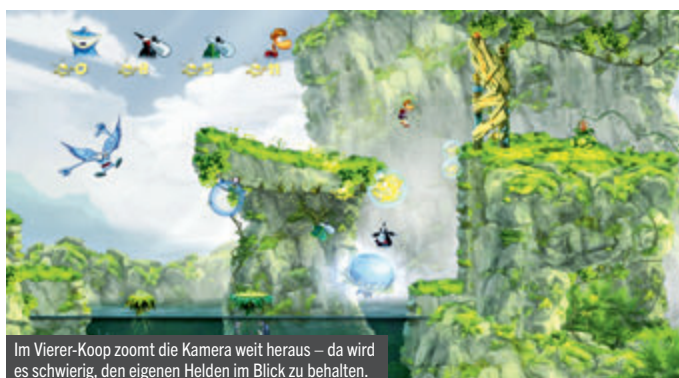 Im Vierer-Koop zoomt die Kamera weit heraus – da wird
es schwierig, den eigenen Helden im Blick zu behalten.